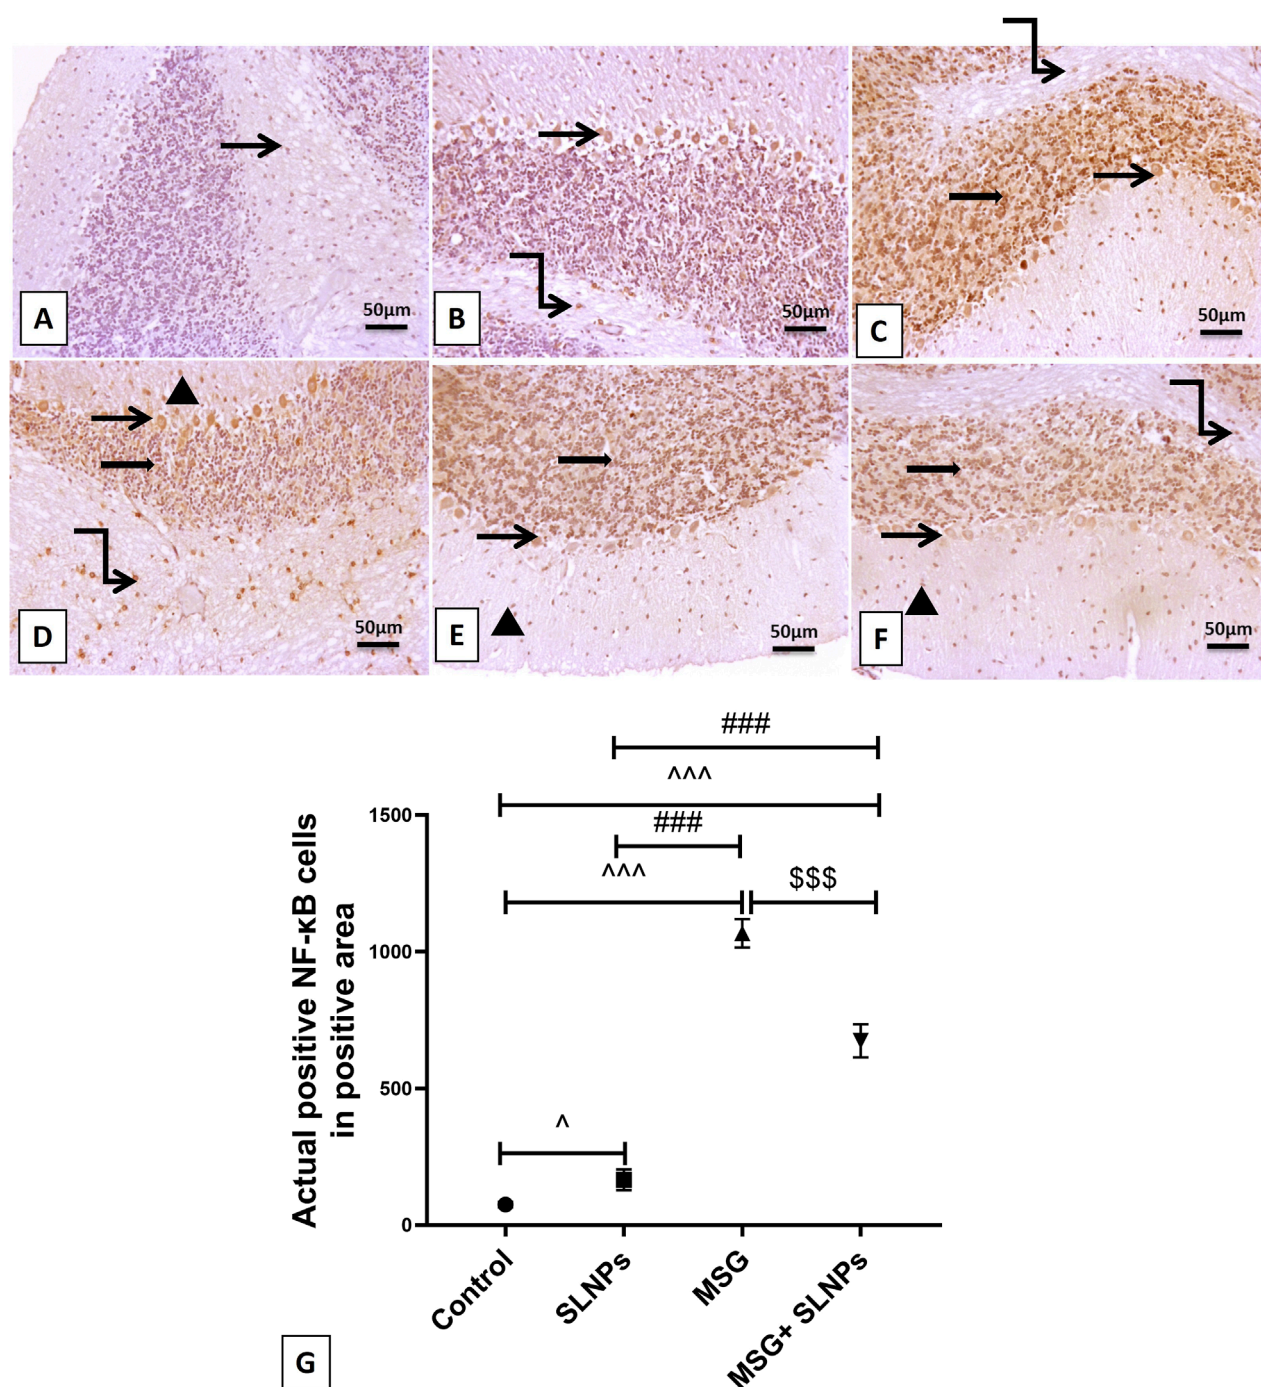 A
50μm
B
50μm
C
50μm
D
50μm
E
50μm
F
50μm
###
^^^
###
^^^
$$$
^
Actual positive NF-κB cells
in positive area
1500
1000
500
0
Control
SLNPs
MSG
MSG+ SLNPs
G